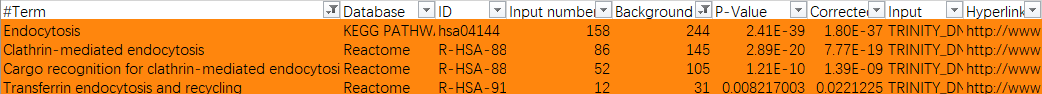 #Term Database ID Input number Background P-Value Corrected Input Hyperlink
Endocytosis KEGG PATHWA hsa04144 158 244 2.41E-39 1.80E-37 TRINITY_DN http://www
Clathrin-mediated endocytosis Reactome R-HSA-88 86 145 2.89E-20 7.77E-19 TRINITY_DN http://www
Cargo recognition for clathrin-mediated endocytosi Reactome R-HSA-88 52 105 1.21E-10 1.39E-09 TRINITY_DN http://www
Transferrin endocytosis and recycling Reactome R-HSA-91 12 31 0.008217003 0.0221225 TRINITY_DN http://www